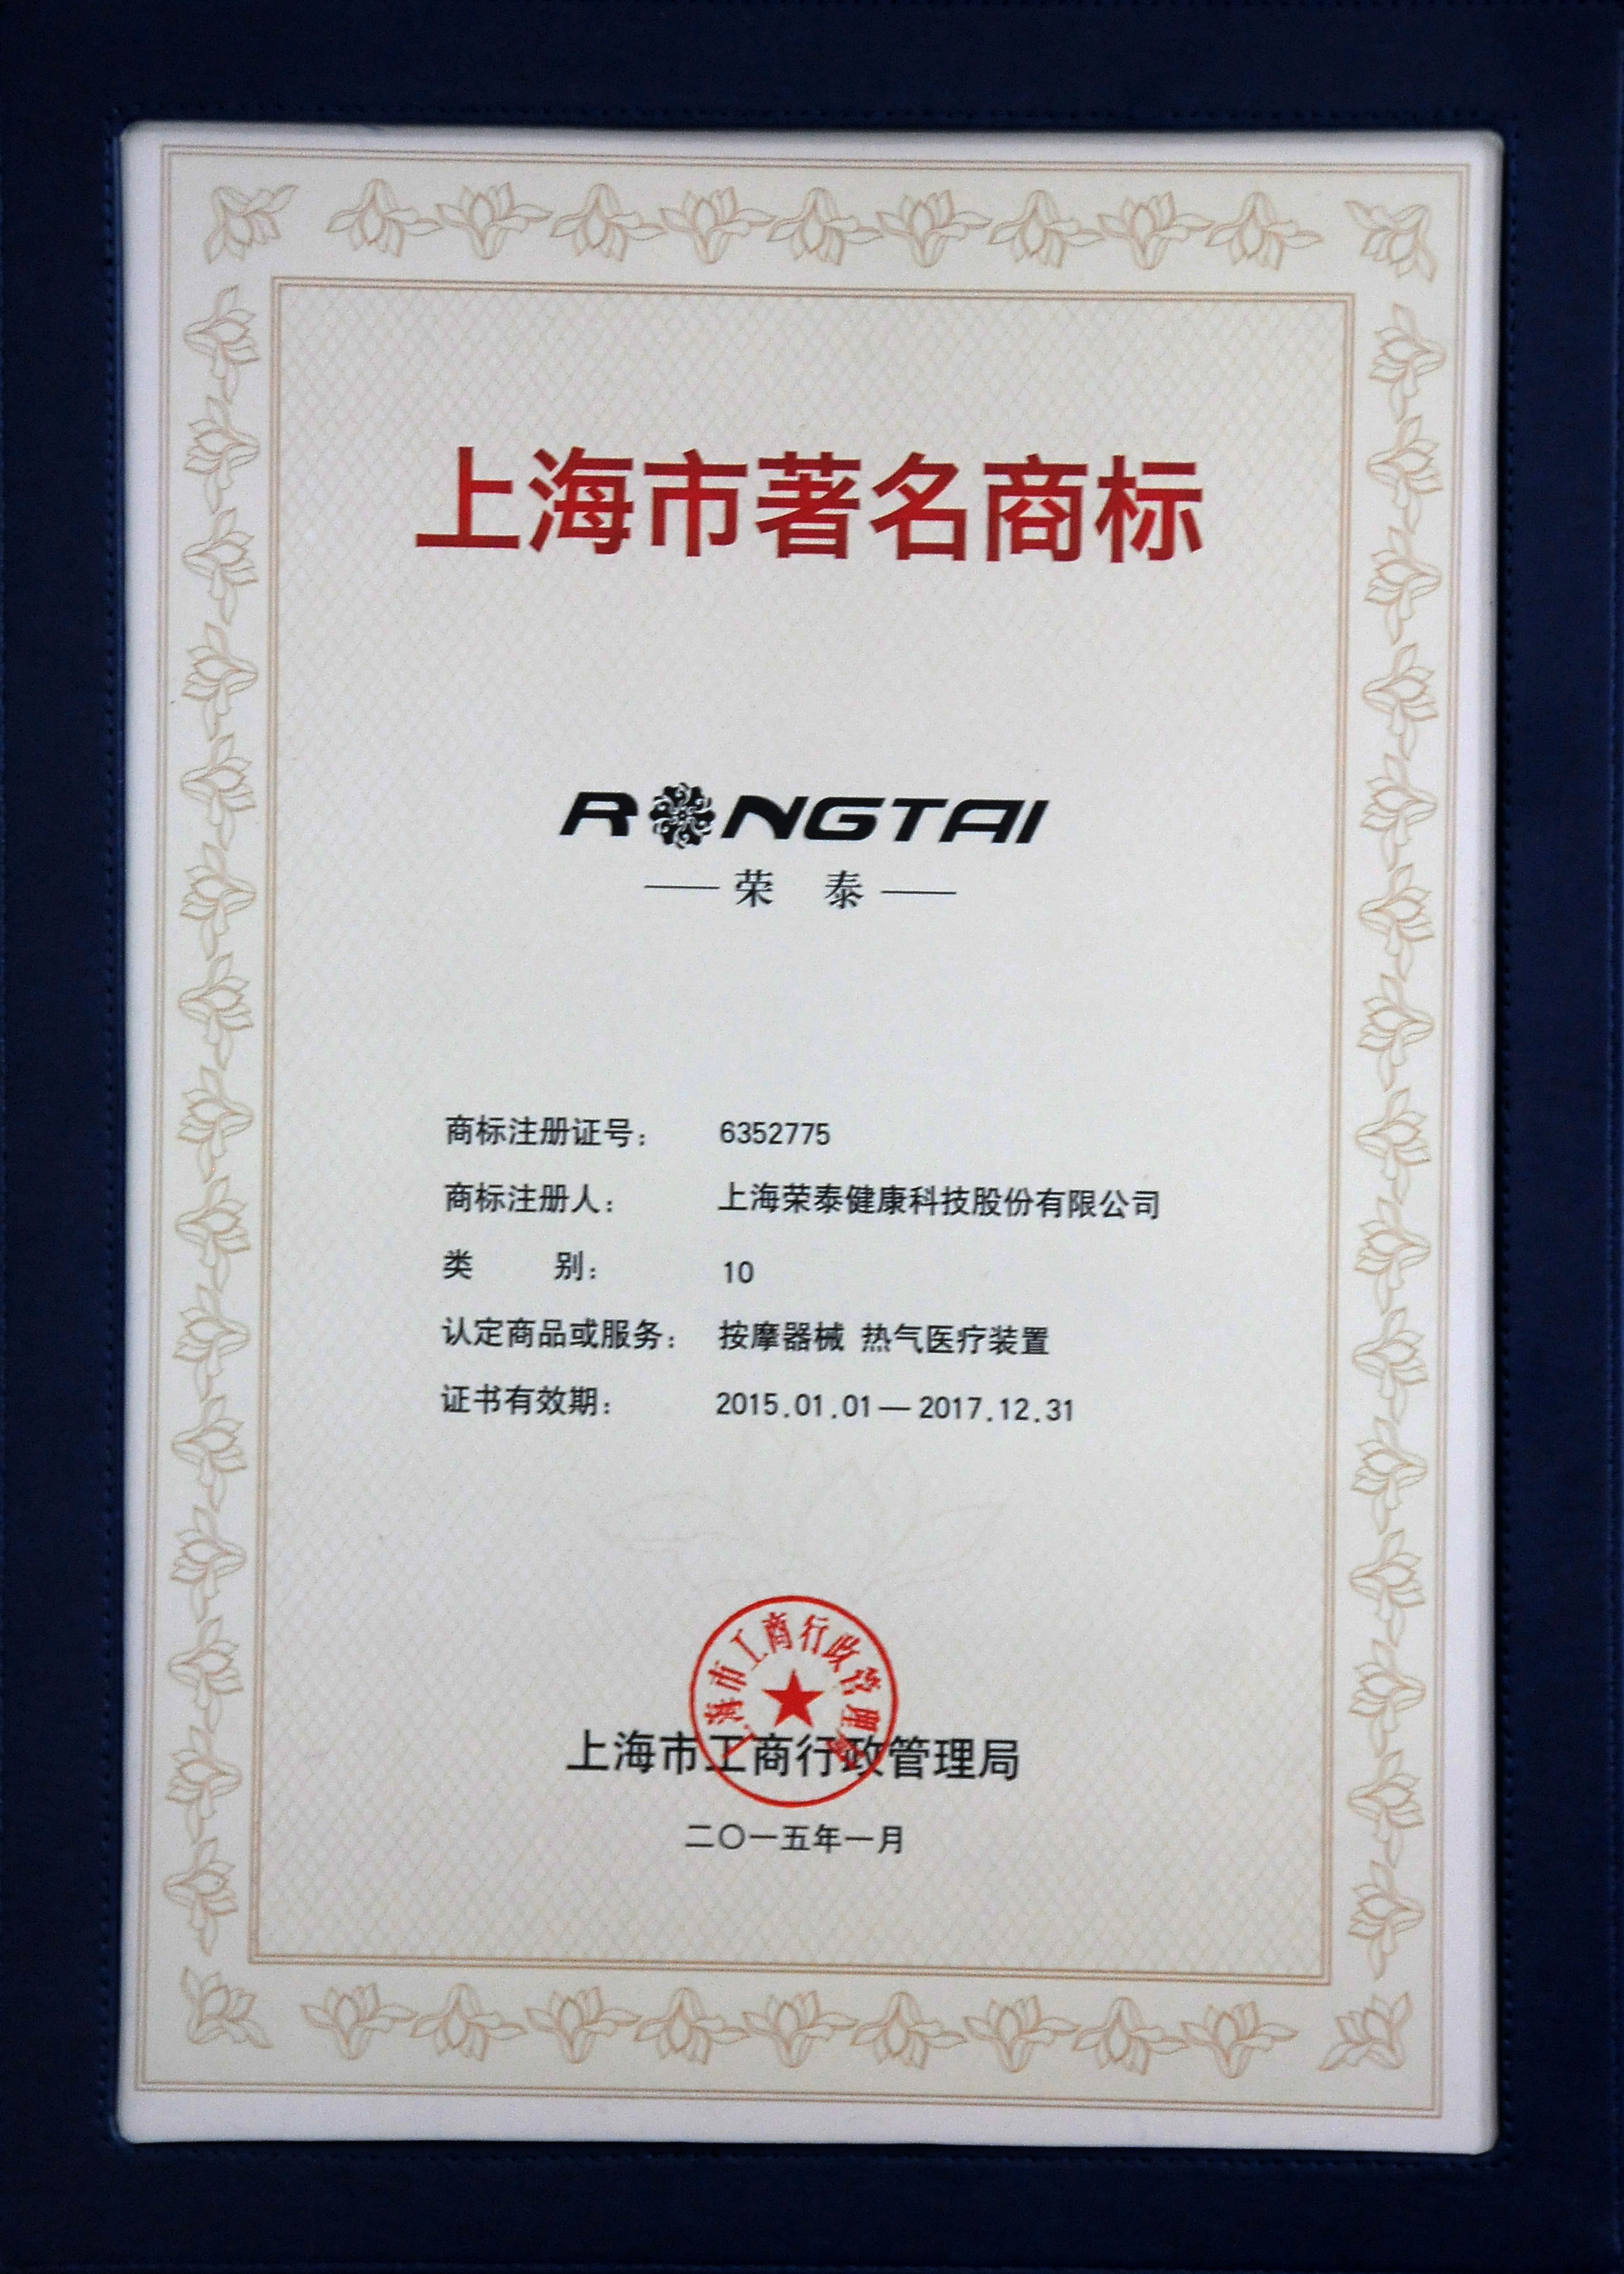 上海市著名商标
RONGTAI
荣 泰
商标注册证号： 6352775
商标注册人： 上海荣泰健康科技股份有限公司
类 别： 10
认定商品或服务： 按摩器械 热气医疗装置
证书有效期： 2015.01.01—2017.12.31
上海市工商行政管理局
上海市工商行政管理局
二〇一五年一月